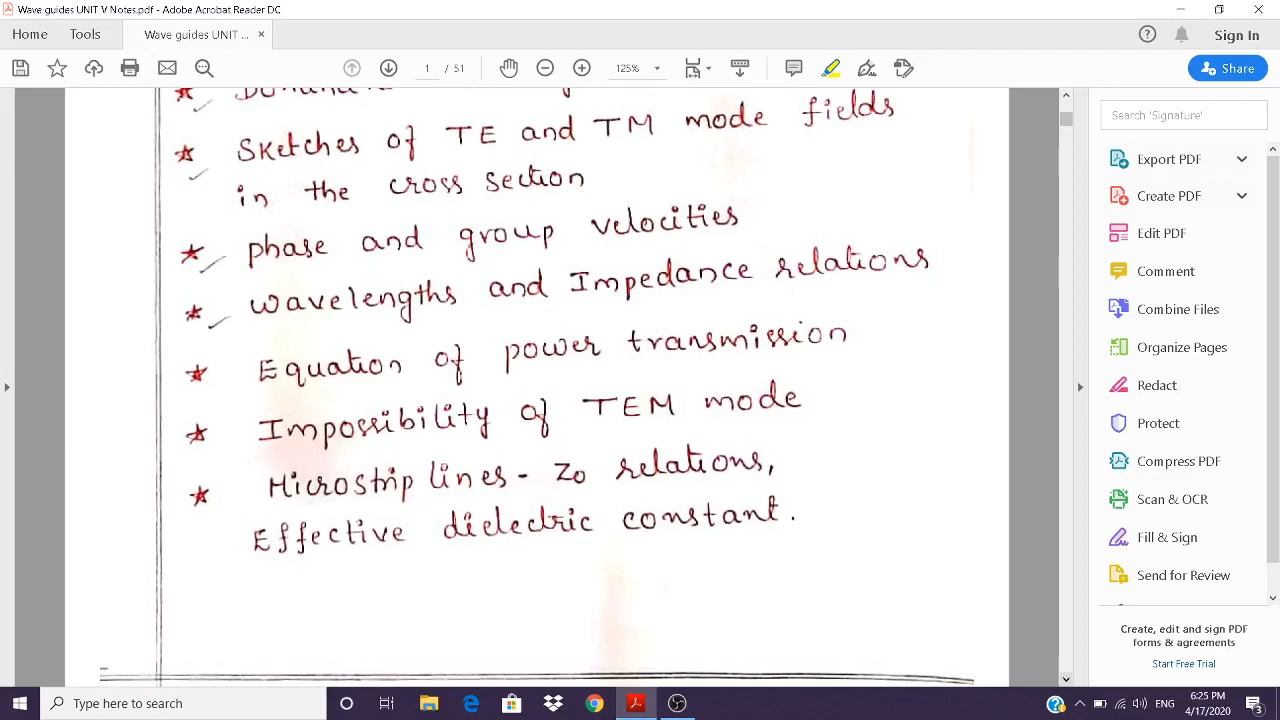 Wave guides UNIT V Notes.pdf - Adobe Acrobat Reader DC
Home Tools Wave guides UNIT ... × Sign In
1 / 51 125% Share
Sketches of TE and TM mode fields
in the cross section
phase and group velocities
wavelengths and Impedance relations
Equation of power transmission
Impossibility of TEM mode
Microstrip lines - Zo relations,
Effective dielectric constant.
Search 'Signature'
Export PDF
Create PDF
Edit PDF
Comment
Combine Files
Organize Pages
Redact
Protect
Compress PDF
Scan & OCR
Fill & Sign
Send for Review
Create, edit and sign PDF
forms & agreements
Start Free Trial
Type here to search
ENG
6:25 PM
4/17/2020